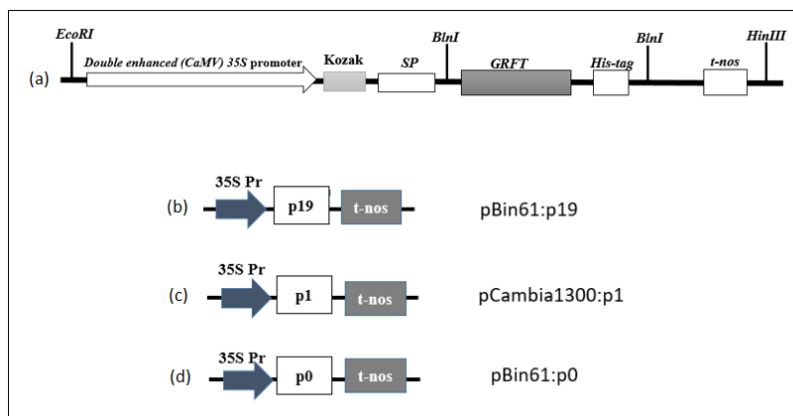 EcoRI
Double enhanced (CaMV) 35S promoter
Kozak
SP
BlnI
GRFT
His-tag
BlnI
t-nos
HinIII
(a)
35S Pr
(b)
p19
t-nos
pBin61:p19
35S Pr
(c)
p1
t-nos
pCambia1300:p1
35S Pr
(d)
p0
t-nos
pBin61:p0